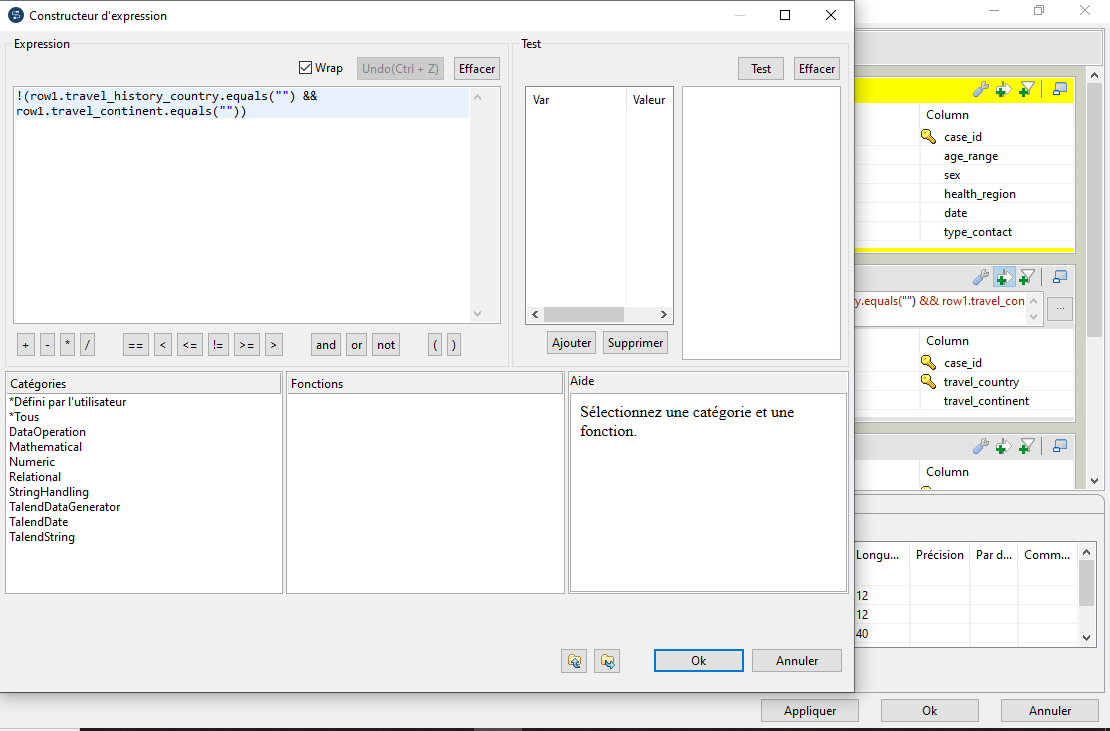 Constructeur d'expression
Expression
Wrap
Undo(Ctrl + Z)
Effacer
!(row1.travel_history_country.equals("") &&
row1.travel_continent.equals(""))
+
-
*
/
==
<
<=
!=
>=
>
and
or
not
(
)
Test
Test
Effacer
Var
Valeur
Ajouter
Supprimer
Catégories
*Défini par l'utilisateur
*Tous
DataOperation
Mathematical
Numeric
Relational
StringHandling
TalendDataGenerator
TalendDate
TalendString
Fonctions
Aide
Sélectionnez une catégorie et une
fonction.
Ok
Annuler
Column
case_id
age_range
sex
health_region
date
type_contact
y.equals("") && row1.travel_con
...
Column
case_id
travel_country
travel_continent
Column
Longu...
Précision
Par d...
Comm...
12
12
40
Appliquer
Ok
Annuler